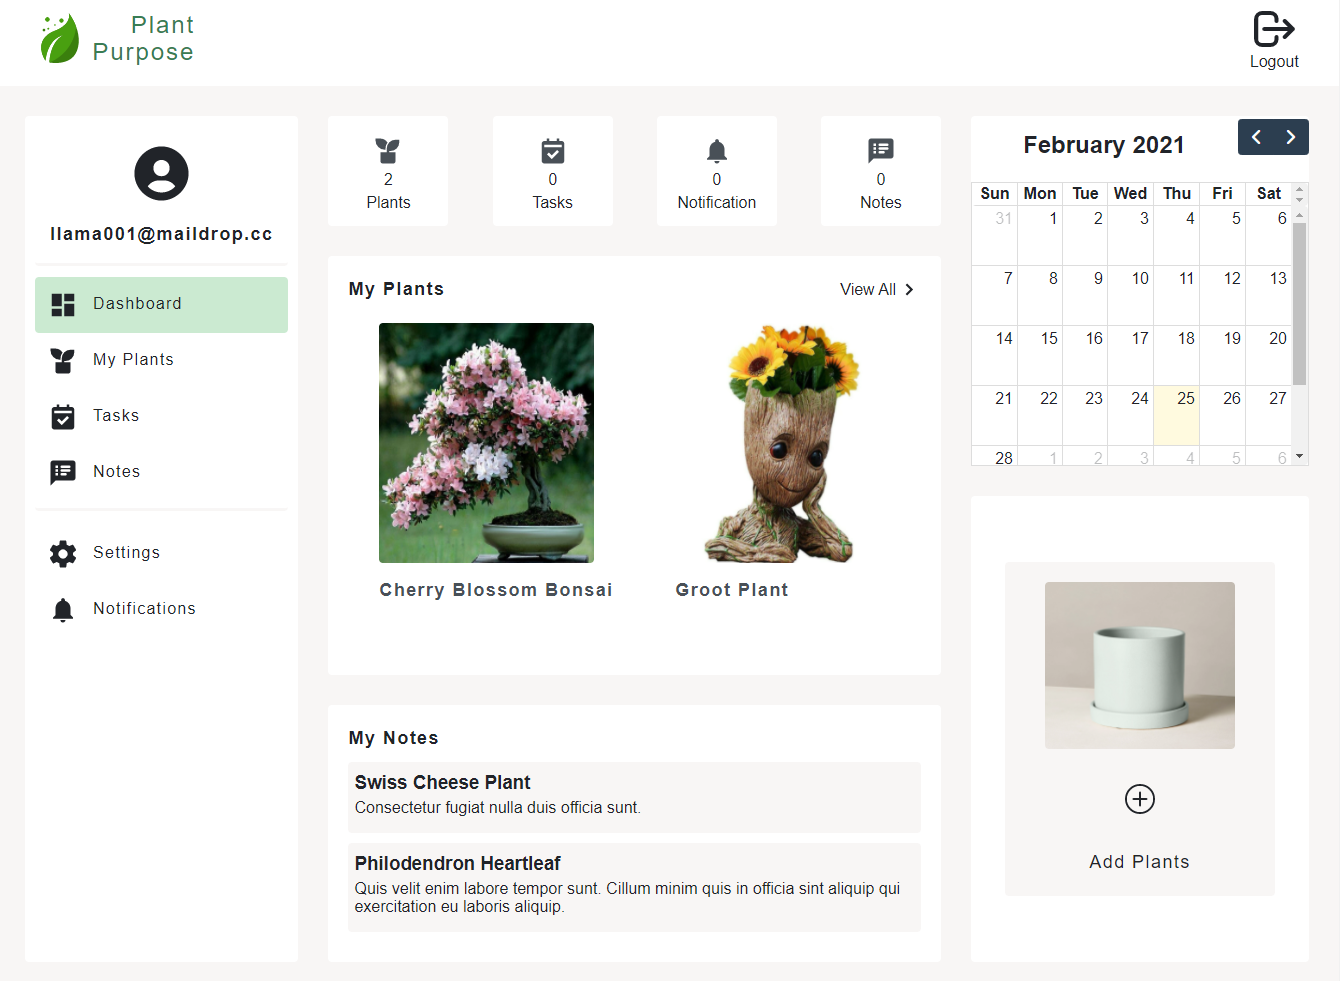 Plant
Purpose
Logout
llama001@maildrop.cc
Dashboard
My Plants
Tasks
Notes
Settings
Notifications
2
Plants
0
Tasks
0
Notification
0
Notes
My Plants
View All
Cherry Blossom Bonsai
Groot Plant
My Notes
Swiss Cheese Plant
Consectetur fugiat nulla duis officia sunt.
Philodendron Heartleaf
Quis velit enim labore tempor sunt. Cillum minim quis in officia sint aliquip qui
exercitation eu laboris aliquip.
February 2021
Sun Mon Tue Wed Thu Fri Sat
31 1 2 3 4 5 6
7 8 9 10 11 12 13
14 15 16 17 18 19 20
21 22 23 24 25 26 27
28 1 2 3 4 5 6
Add Plants